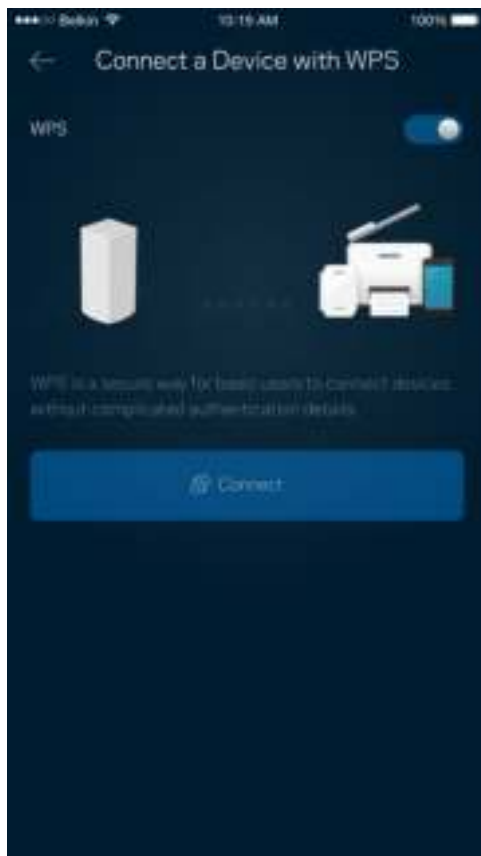 Belkin 10:19 AM 100%
Connect a Device with WPS
WPS
WPS is a secure way for basic users to connect devices
without complicated authentication details.
Connect